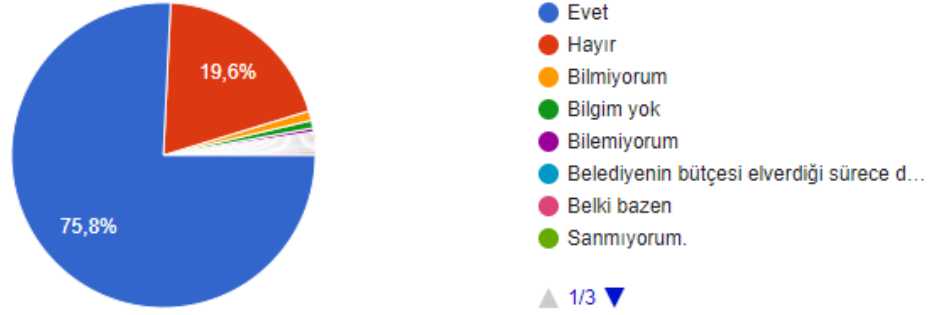 Evet
Hayır
19,6%
Bilmiyorum
Bilgim yok
Bilemiyorum
Belediyenin bütçesi elverdiği sürece d...
Belki bazen
75,8%
Sanmıyorum.
1/3